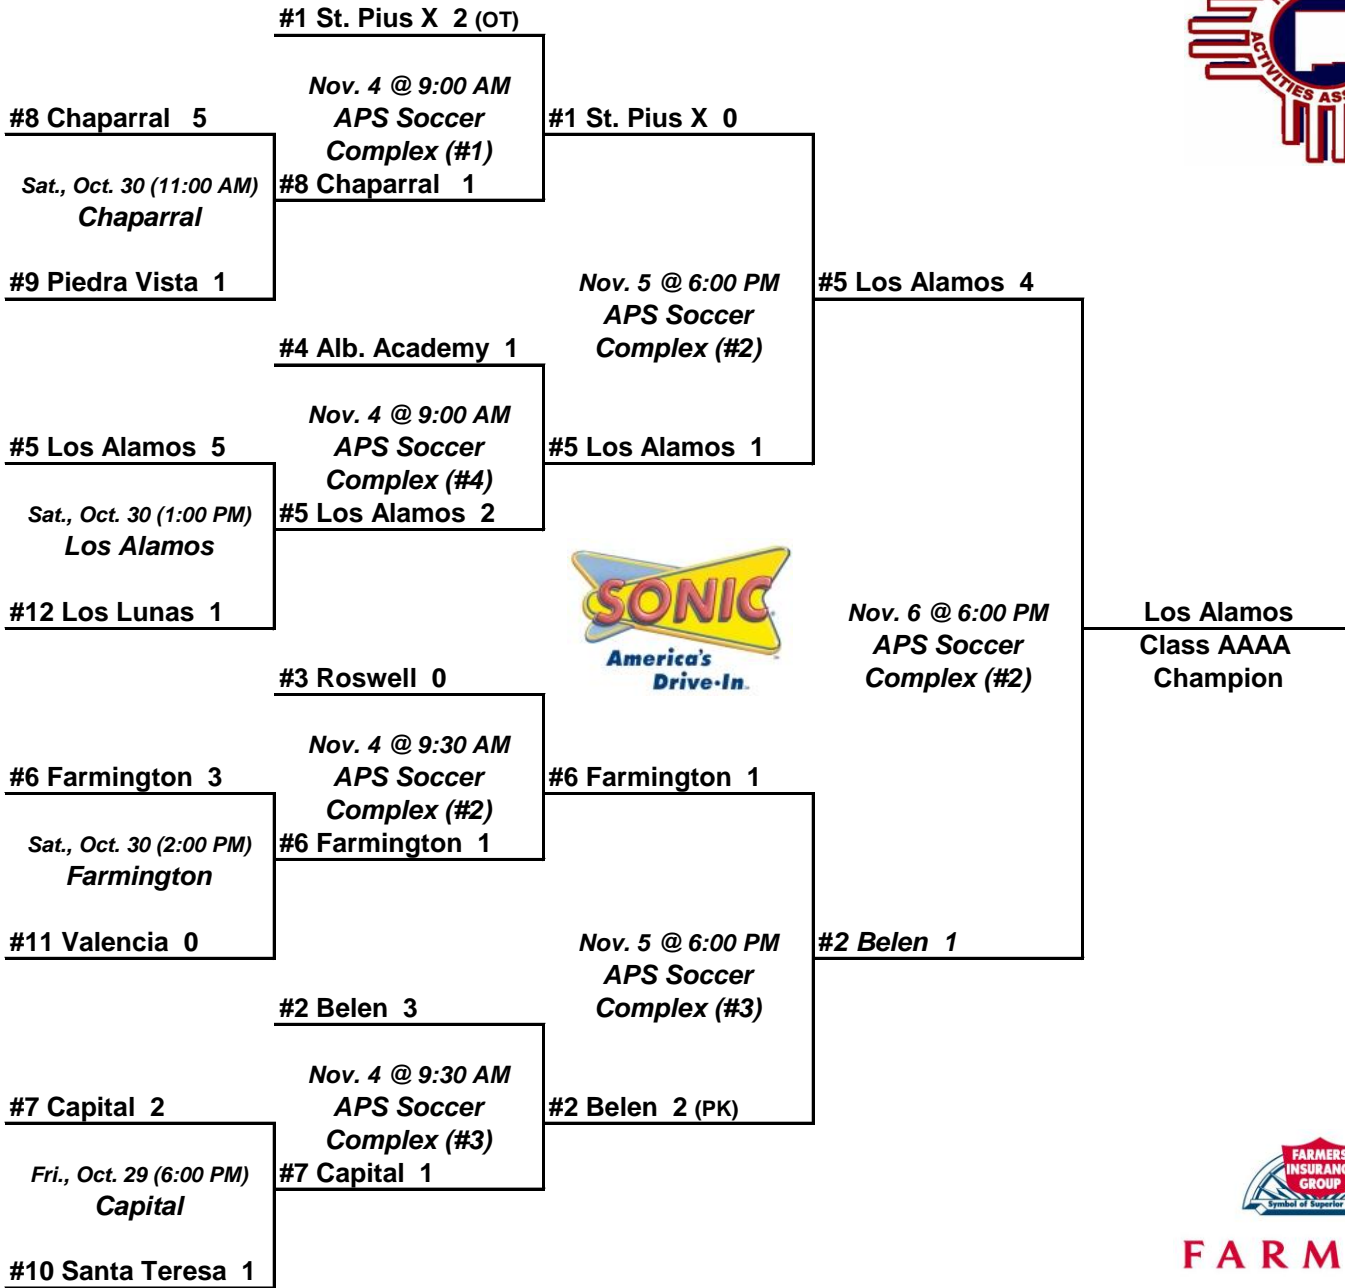 #1 St. Pius X 2 (OT)
Nov. 4 @ 9:00 AM
APS Soccer
Complex (#1)
#8 Chaparral 5
#1 St. Pius X 0
Sat., Oct. 30 (11:00 AM)
Chaparral
#8 Chaparral 1
#9 Piedra Vista 1
Nov. 5 @ 6:00 PM
APS Soccer
Complex (#2)
#5 Los Alamos 4
#4 Alb. Academy 1
Nov. 4 @ 9:00 AM
APS Soccer
Complex (#4)
#5 Los Alamos 5
#5 Los Alamos 1
Sat., Oct. 30 (1:00 PM)
Los Alamos
#5 Los Alamos 2
#12 Los Lunas 1
SONIC
America's
Drive-In
Nov. 6 @ 6:00 PM
APS Soccer
Complex (#2)
Los Alamos
Class AAAA
Champion
#3 Roswell 0
Nov. 4 @ 9:30 AM
APS Soccer
Complex (#2)
#6 Farmington 3
#6 Farmington 1
Sat., Oct. 30 (2:00 PM)
Farmington
#6 Farmington 1
#11 Valencia 0
Nov. 5 @ 6:00 PM
APS Soccer
Complex (#3)
#2 Belen 1
#2 Belen 3
Nov. 4 @ 9:30 AM
APS Soccer
Complex (#3)
#7 Capital 2
#2 Belen 2 (PK)
Fri., Oct. 29 (6:00 PM)
Capital
#7 Capital 1
#10 Santa Teresa 1
ACTIVITIES ASS
FARMERS
INSURANC
GROUP
Symbol of Superior
FARM